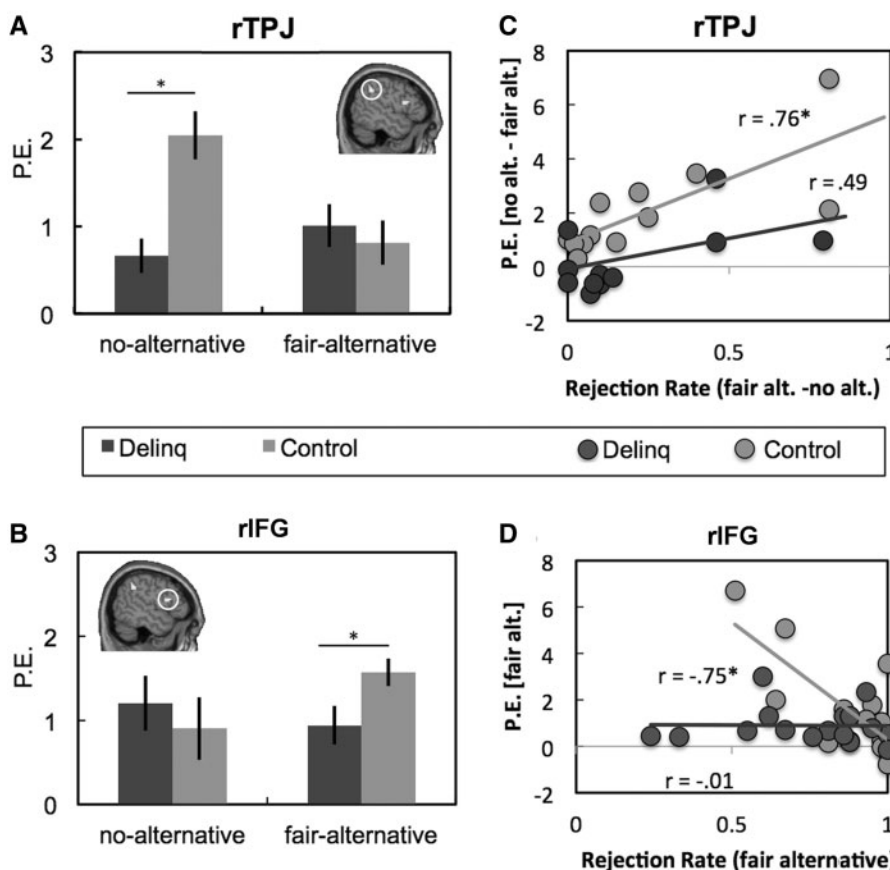 A
rTPJ
3
2
1
0
P.E.
*
no-alternative
fair-alternative
C
rTPJ
8
6
4
2
0
-2
P.E. [no alt. - fair alt.]
r = .76*
r = .49
0
0.5
1
Rejection Rate (fair alt. -no alt.)
Delinq
Control
Delinq
Control
B
rIFG
3
2
1
0
P.E.
*
no-alternative
fair-alternative
D
rIFG
8
6
4
2
0
-2
P.E. [fair alt.]
r = -.75*
r = -.01
0
0.5
1
Rejection Rate (fair alternative)